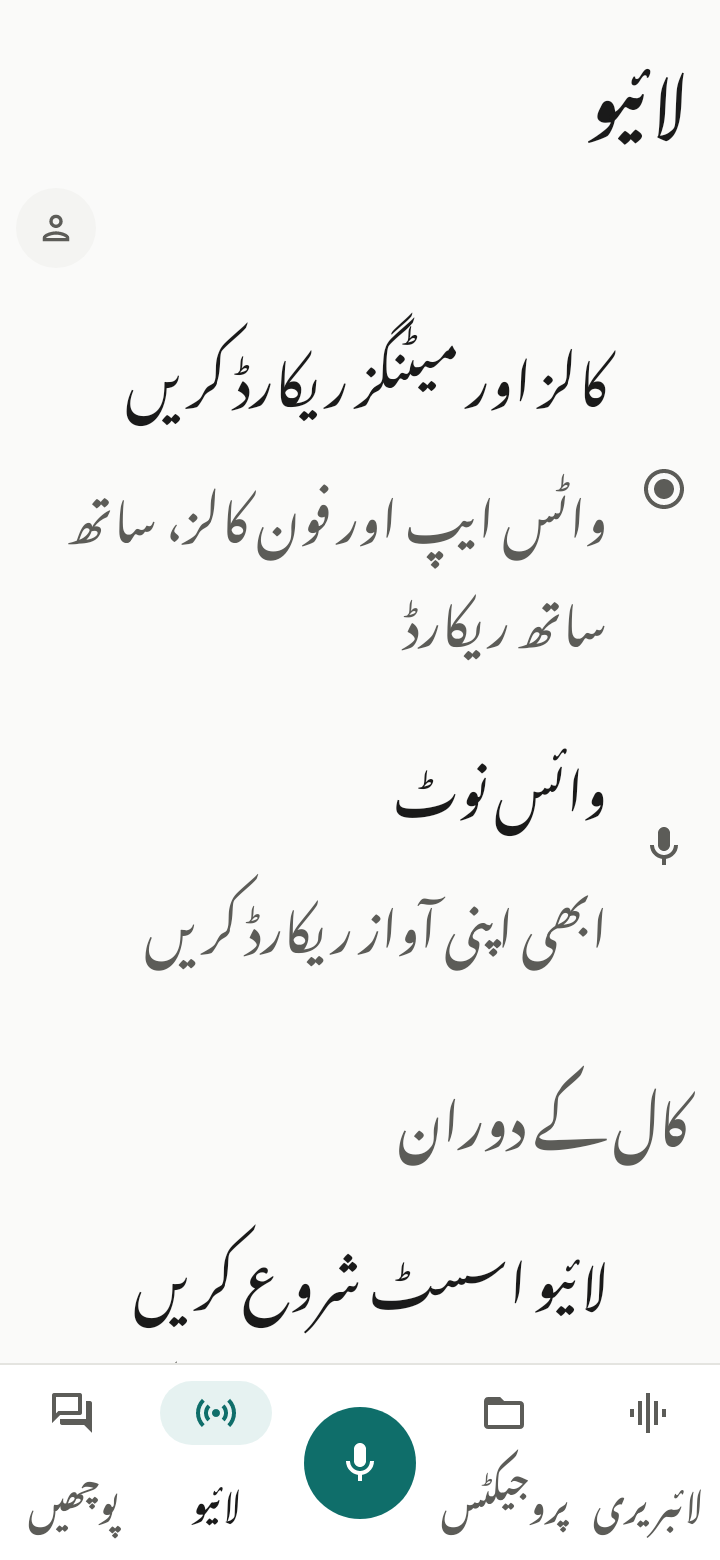 لائیو
کالز اور میٹنگز ریکارڈ کریں
واٹس ایپ اور فون کالز، ساتھ
ساتھ ریکارڈ
وائس نوٹ
ابھی اپنی آواز ریکارڈ کریں
کال کے دوران
لائیو اسسٹ شروع کریں
لائبریری
پروجیکٹس
لائیو
پوچھیں